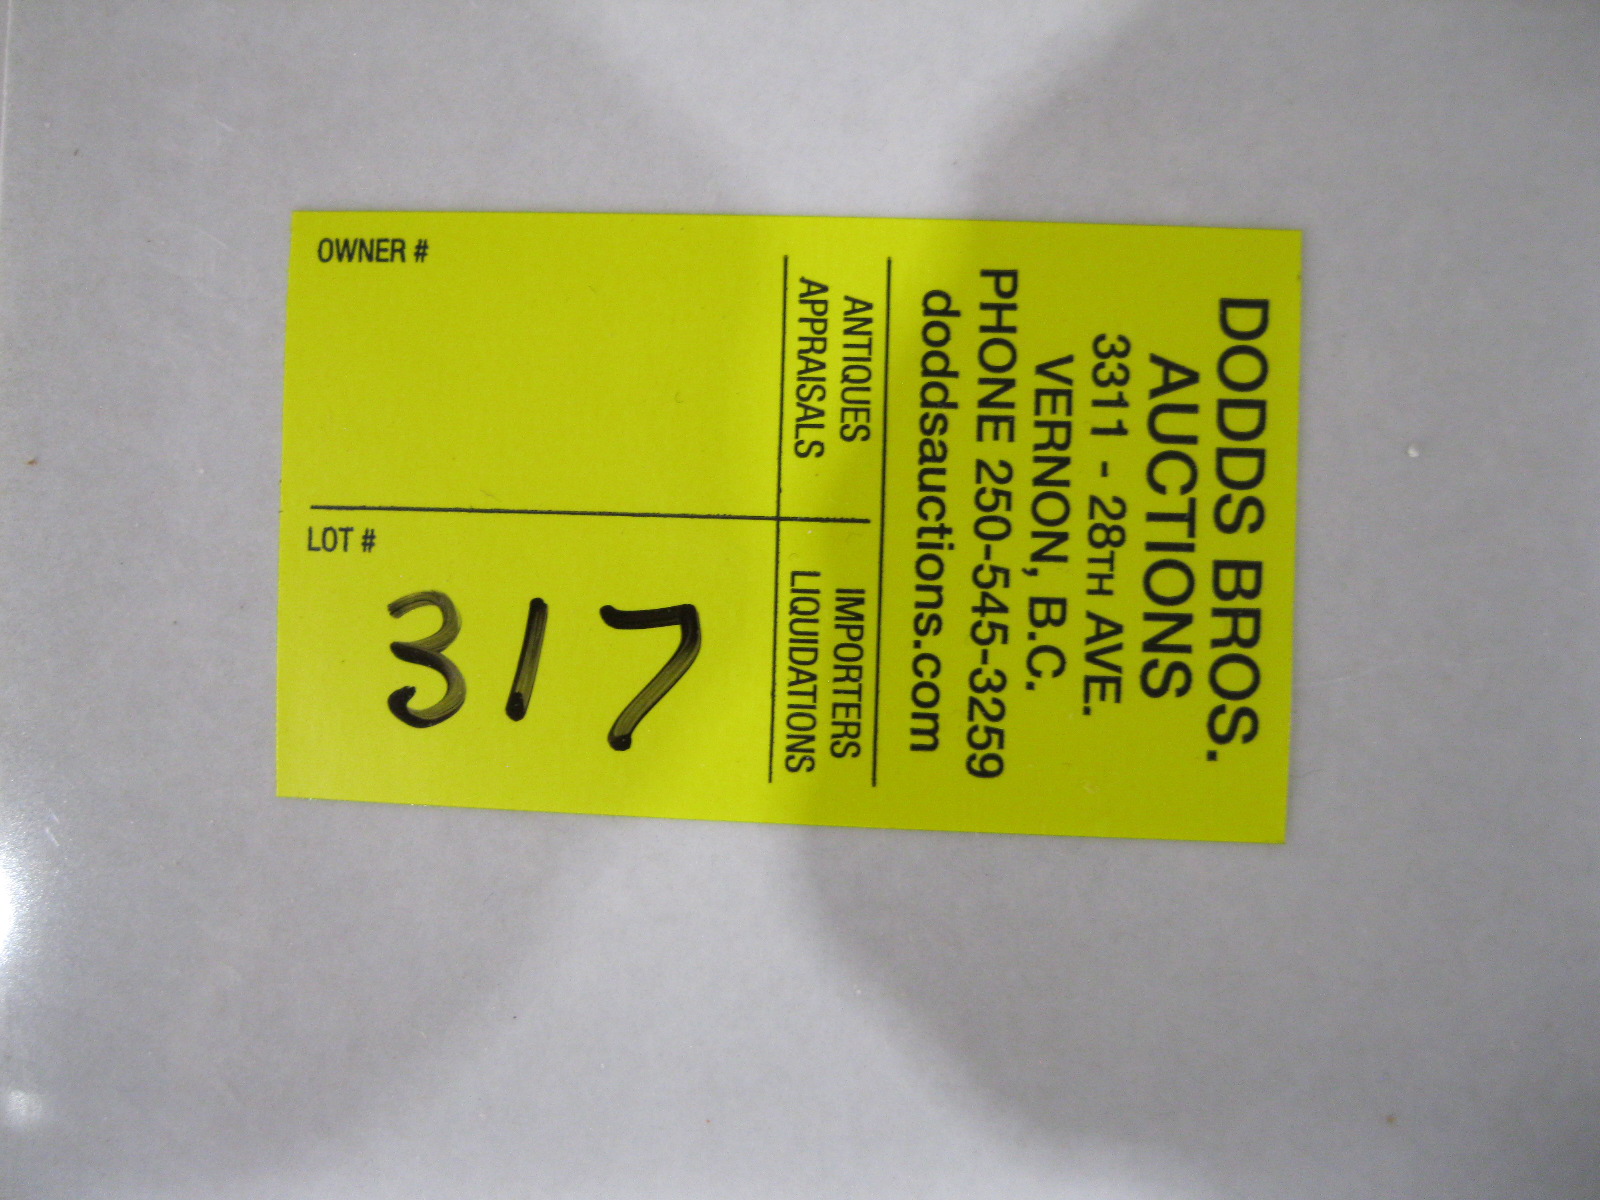 DODDS BROS.
AUCTIONS
3311 - 28TH AVE.
VERNON, B.C.
PHONE 250-545-3259
doddsauctions.com
ANTIQUES IMPORTERS
APPRAISALS LIQUIDATIONS
OWNER #
LOT #
317